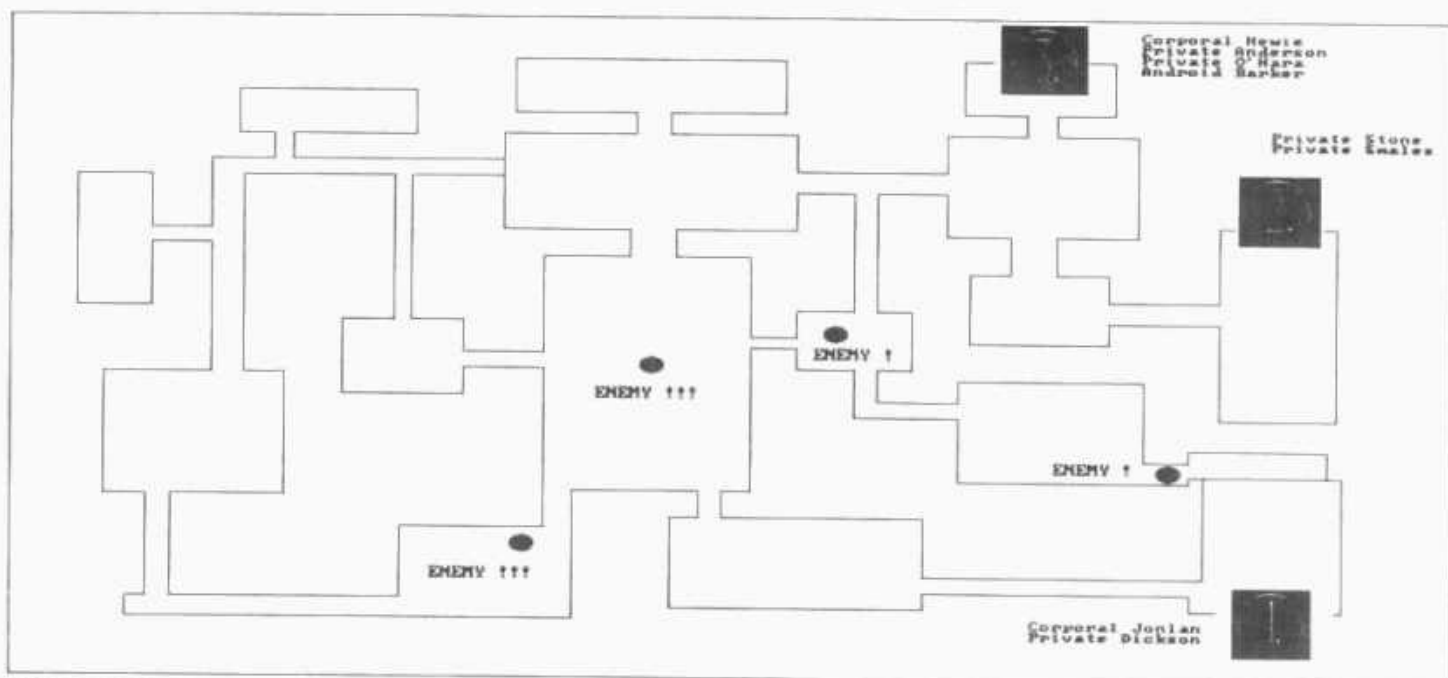 Corporal Hewie
Private Anderson
Private O'Hara
Android Barker
Private Stone
Private Smales
ENEMY !
ENEMY !!!
ENEMY !
ENEMY !!!
Corporal Jonlan
Private Dickson